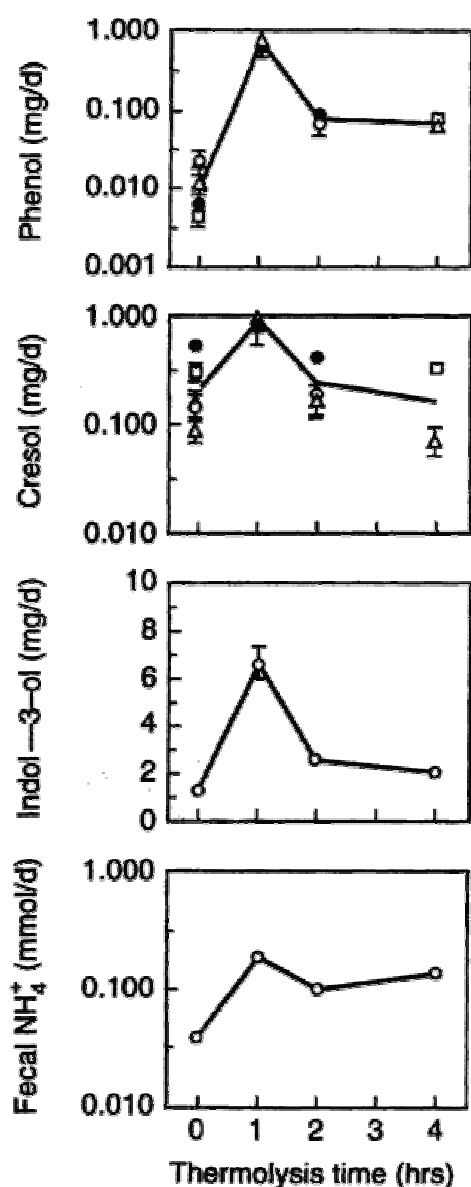 Phenol (mg/d)
1.000
0.100
0.010
0.001
Cresol (mg/d)
1.000
0.100
0.010
Indol—3–ol (mg/d)
10
8
6
4
2
0
Fecal NH₄⁺ (mmol/d)
1.000
0.100
0.010
0 1 2 3 4
Thermolysis time (hrs)